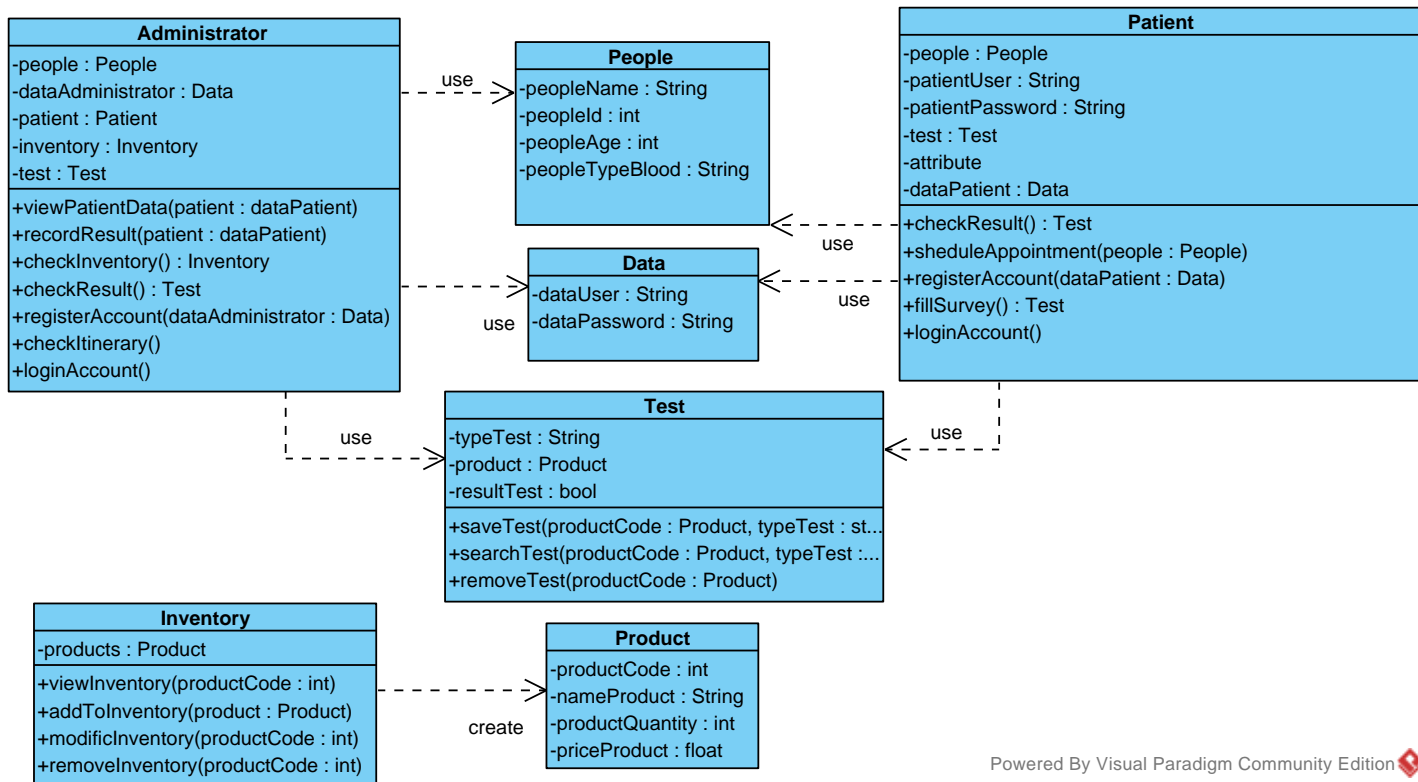 Administrator
-people : People
-dataAdministrator : Data
-patient : Patient
-inventory : Inventory
-test : Test
+viewPatientData(patient : dataPatient)
+recordResult(patient : dataPatient)
+checkInventory() : Inventory
+checkResult() : Test
+registerAccount(dataAdministrator : Data)
+checkItinerary()
+loginAccount()
use
People
-peopleName : String
-peopleId : int
-peopleAge : int
-peopleTypeBlood : String
Patient
-people : People
-patientUser : String
-patientPassword : String
-test : Test
-attribute
-dataPatient : Data
+checkResult() : Test
+sheduleAppointment(people : People)
+registerAccount(dataPatient : Data)
+fillSurvey() : Test
+loginAccount()
use
use
Data
-dataUser : String
-dataPassword : String
use
use
Test
-typeTest : String
-product : Product
-resultTest : bool
+saveTest(productCode : Product, typeTest : st...
+searchTest(productCode : Product, typeTest :...
+removeTest(productCode : Product)
use
Inventory
-products : Product
+viewInventory(productCode : int)
+addToInventory(product : Product)
+modificInventory(productCode : int)
+removeInventory(productCode : int)
create
Product
-productCode : int
-nameProduct : String
-productQuantity : int
-priceProduct : float
Powered By Visual Paradigm Community Edition